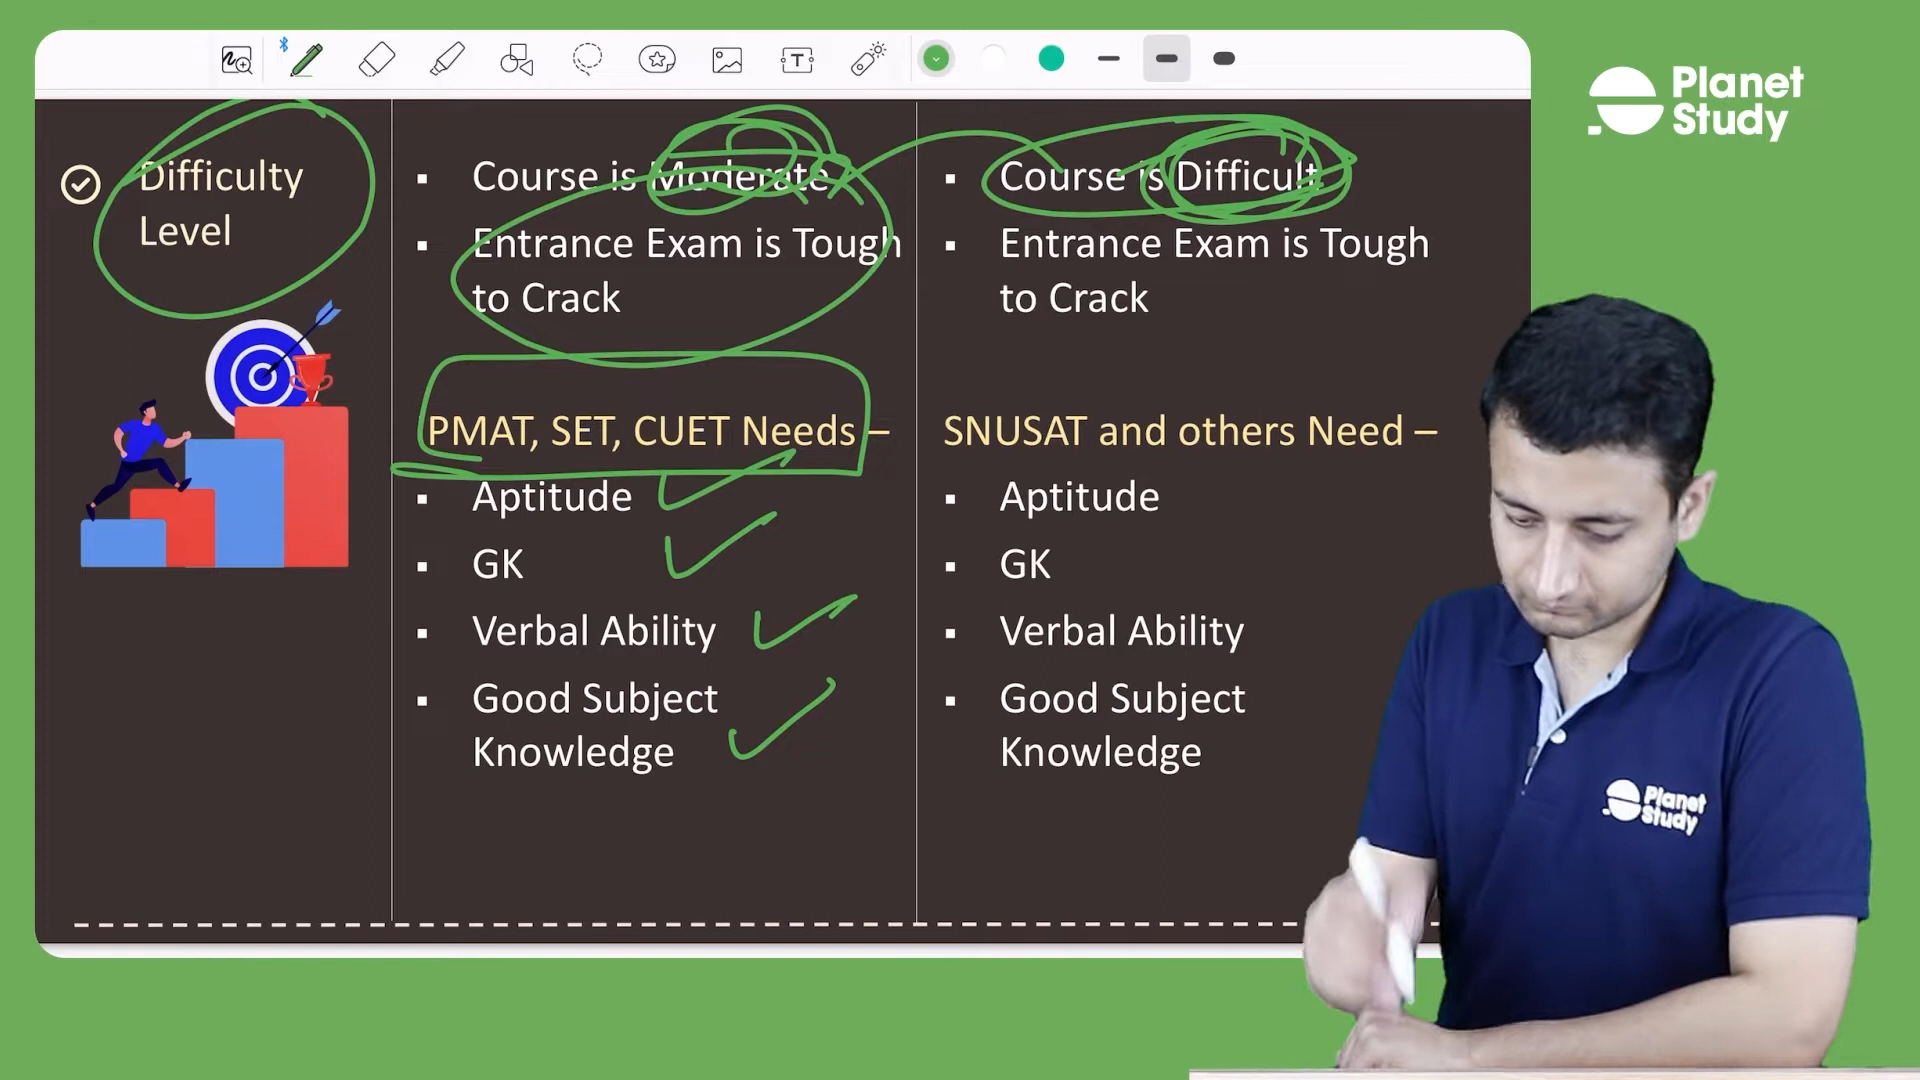 Planet
Study
Difficulty
Level
Course is Moderate
Entrance Exam is Tough
to Crack
PMAT, SET, CUET Needs –
Aptitude
GK
Verbal Ability
Good Subject
Knowledge
Course is Difficult
Entrance Exam is Tough
to Crack
SNUSAT and others Need –
Aptitude
GK
Verbal Ability
Good Subject
Knowledge
Planet
Study
T